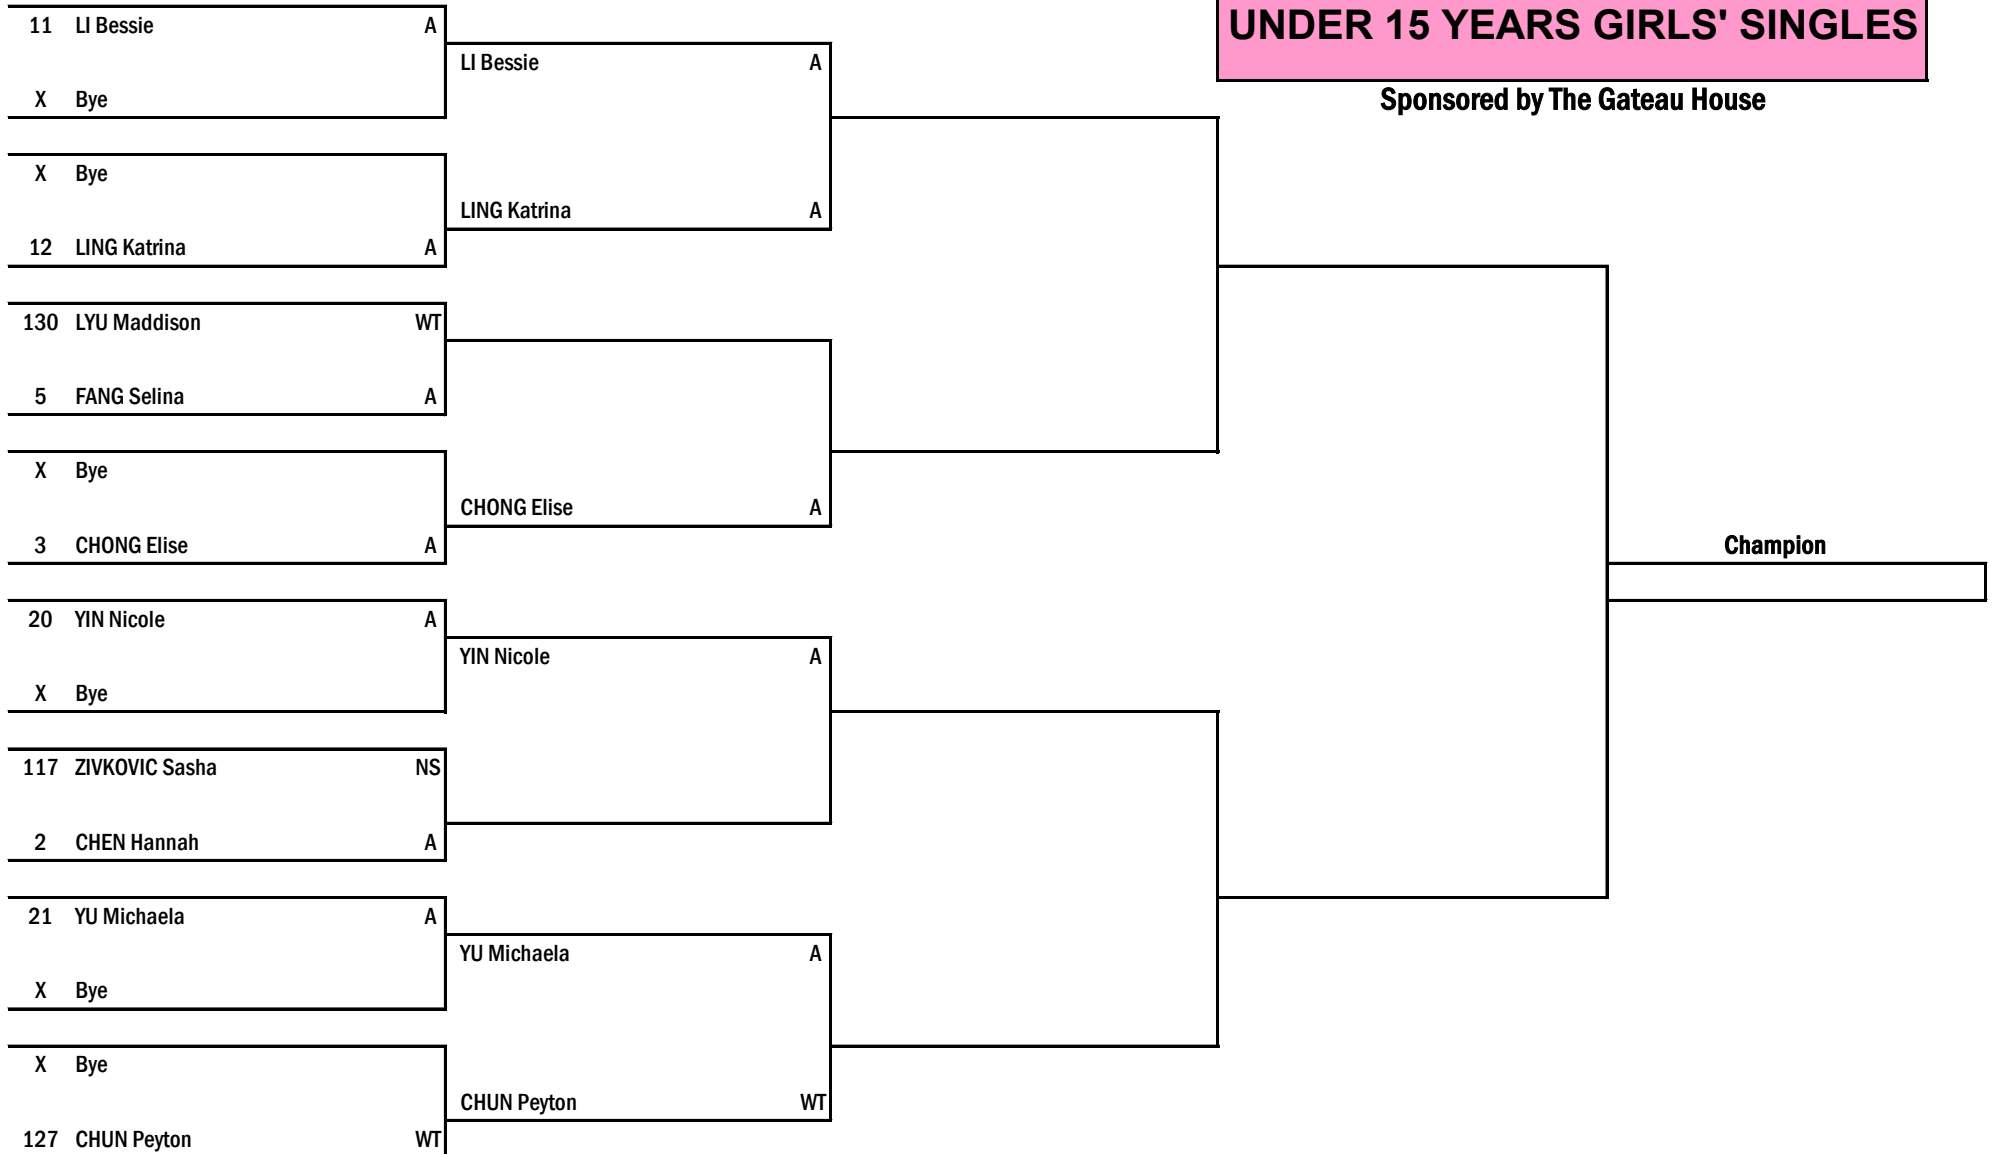 UNDER 15 YEARS GIRLS' SINGLES
Sponsored by The Gateau House
11 LI Bessie A
X Bye
X Bye
12 LING Katrina A
130 LYU Maddison WT
5 FANG Selina A
X Bye
3 CHONG Elise A
20 YIN Nicole A
X Bye
117 ZIVKOVIC Sasha NS
2 CHEN Hannah A
21 YU Michaela A
X Bye
X Bye
127 CHUN Peyton WT
LI Bessie A
LING Katrina A
CHONG Elise A
YIN Nicole A
YU Michaela A
CHUN Peyton WT
Champion